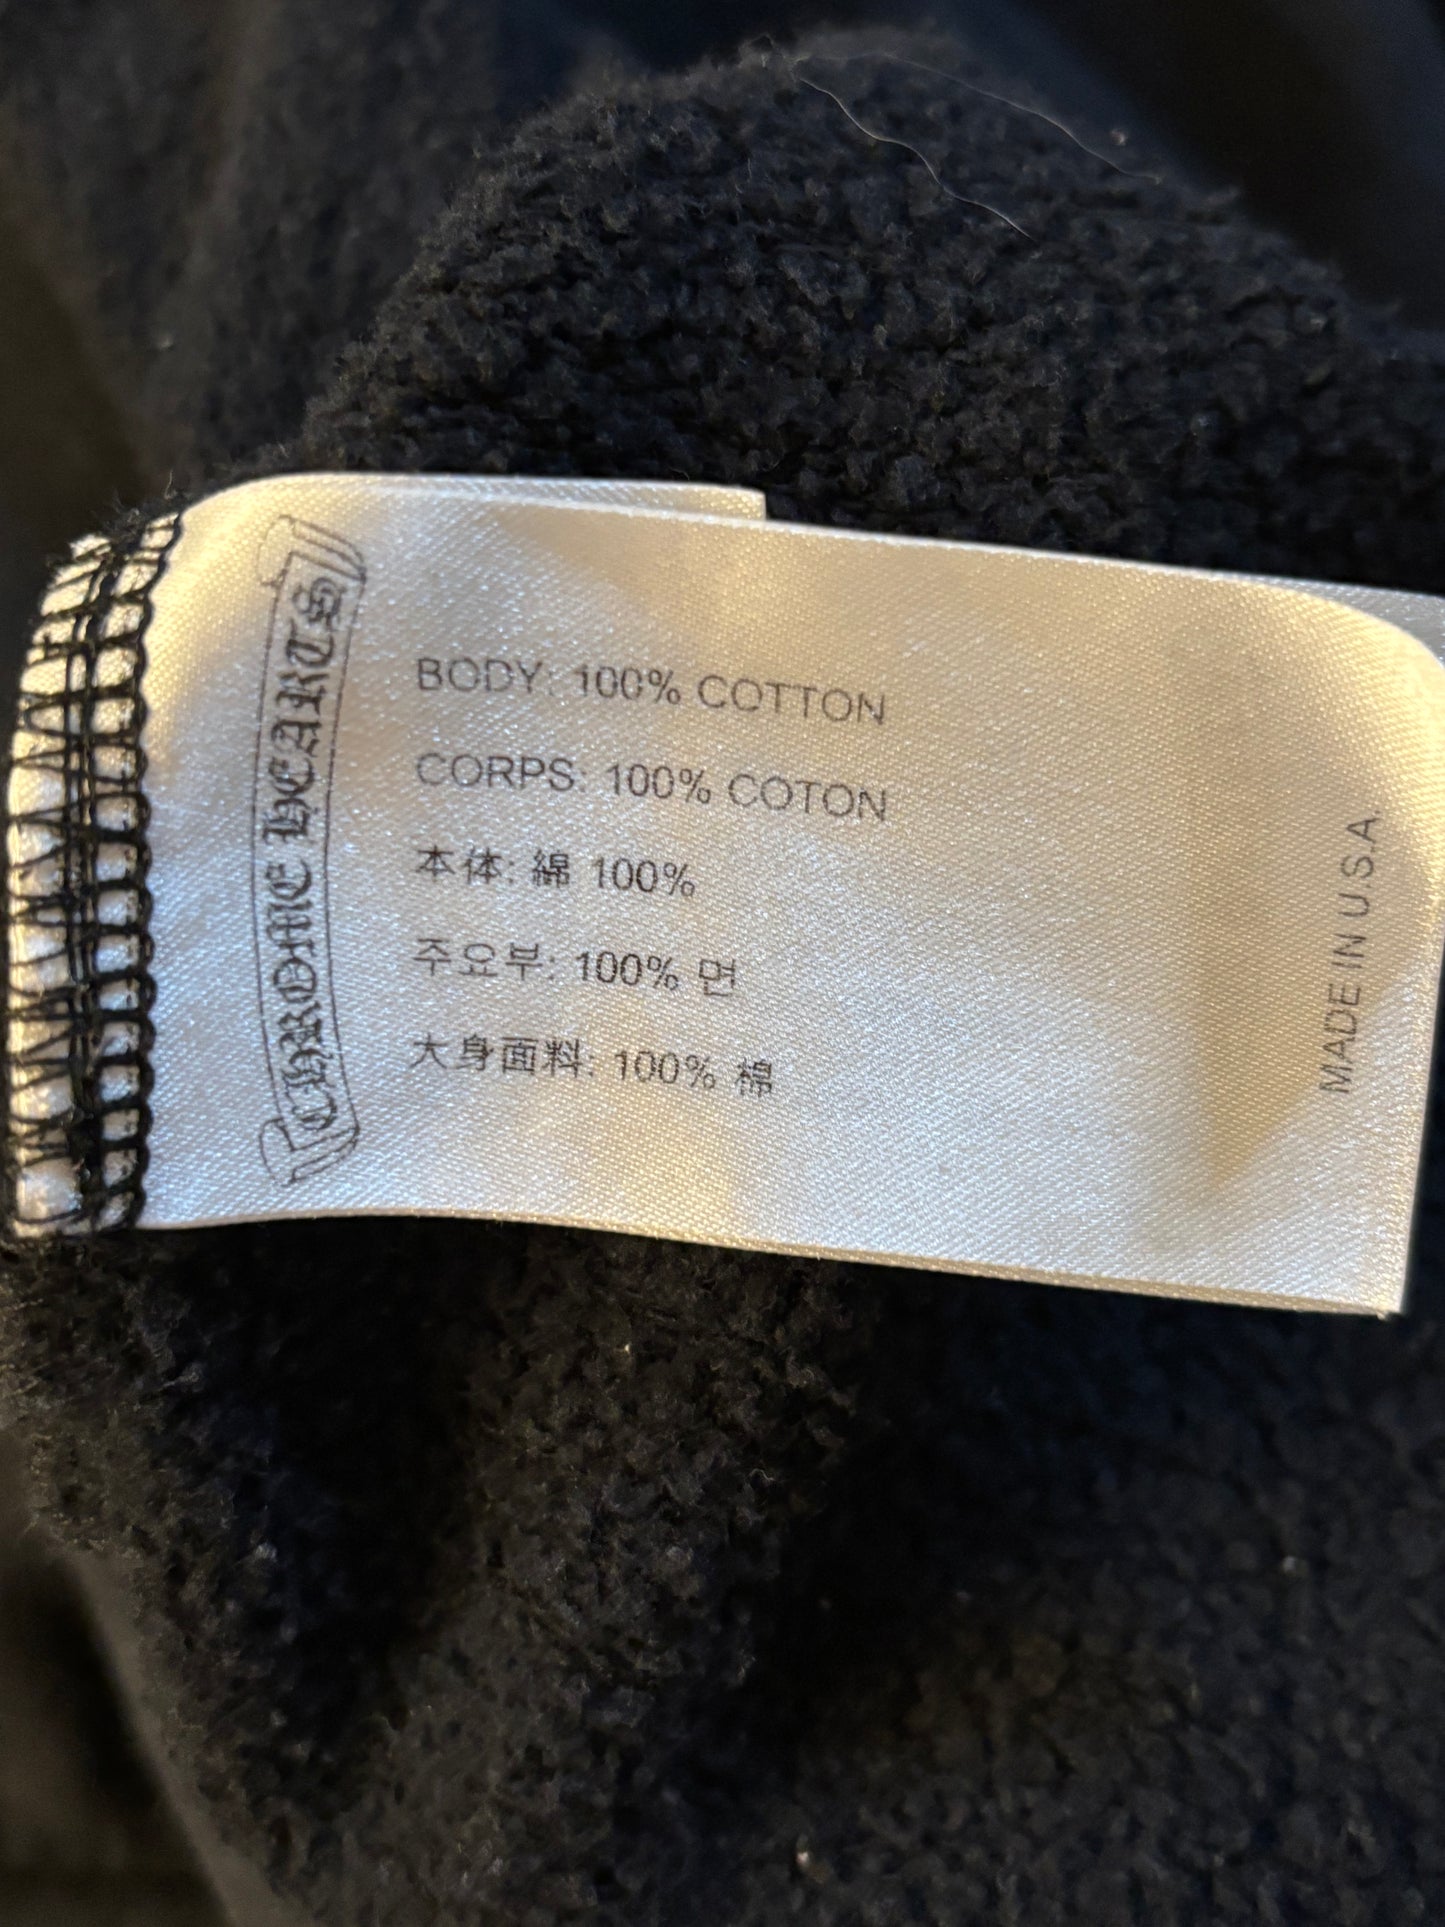 CHROME HEARTS
BODY: 100% COTTON
CORPS: 100% COTON
本体: 綿 100%
주요부: 100% 면
大身面料: 100% 棉
MADE IN U.S.A.